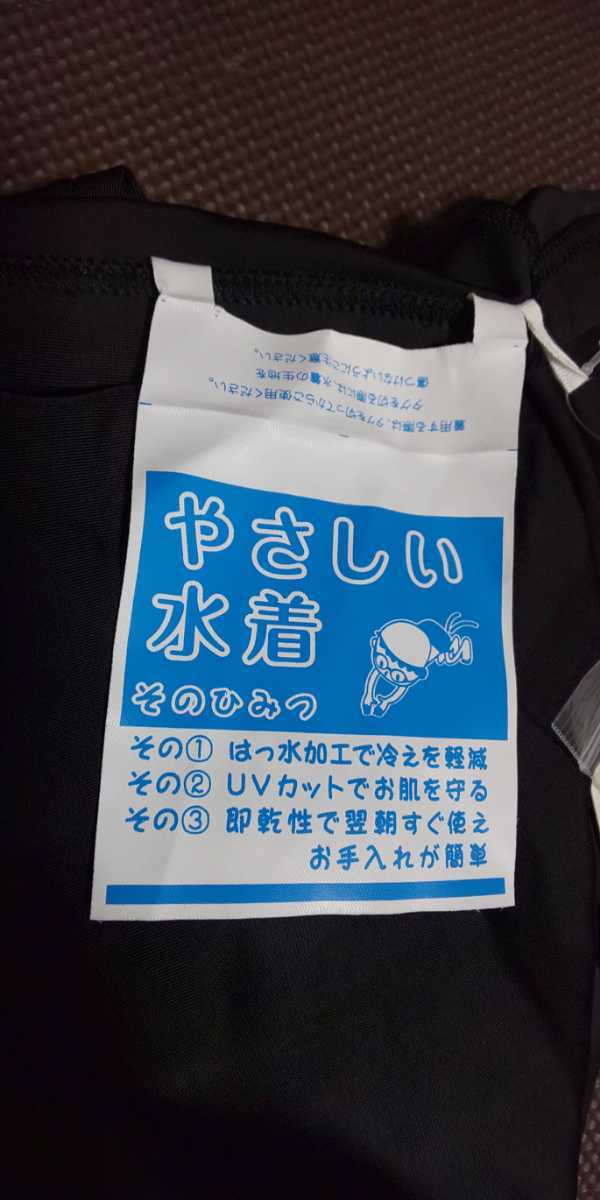 着用する際は、タグを切ってからご使用ください。
タグを切る際には、水着の生地を
傷つけないようにご注意ください。
やさしい
水着
そのひみつ
その① はっ水加工で冷えを軽減
その② UVカットでお肌を守る
その③ 即乾性で翌朝すぐ使え
お手入れが簡単